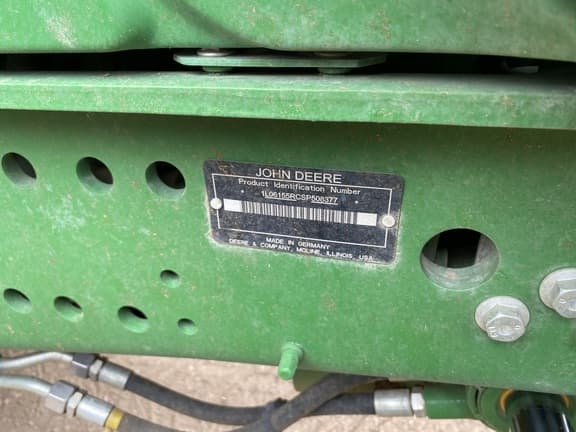 JOHN DEERE
Product Identification Number
1L06155RCSP508377
MADE IN GERMANY
DEERE & COMPANY, MOLINE, ILLINOIS, USA